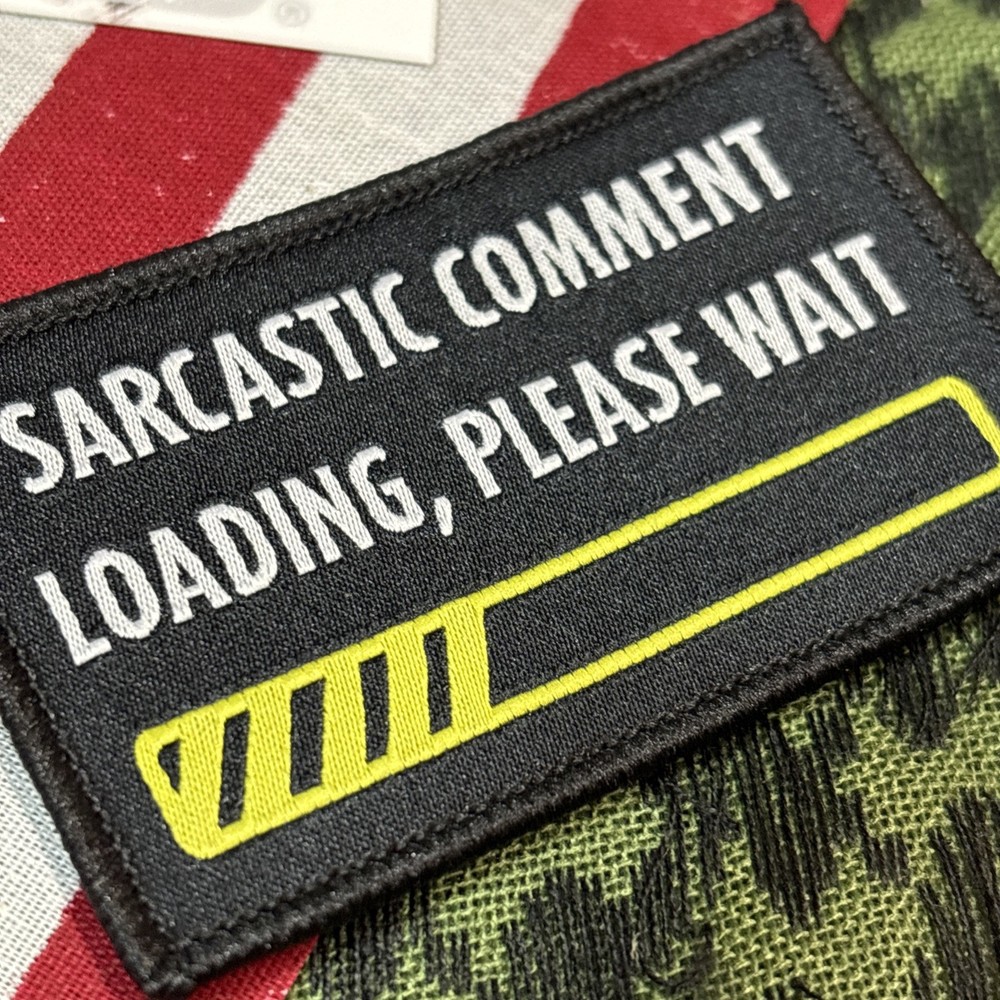 SARCASTIC COMMENT
LOADING, PLEASE WAIT
®